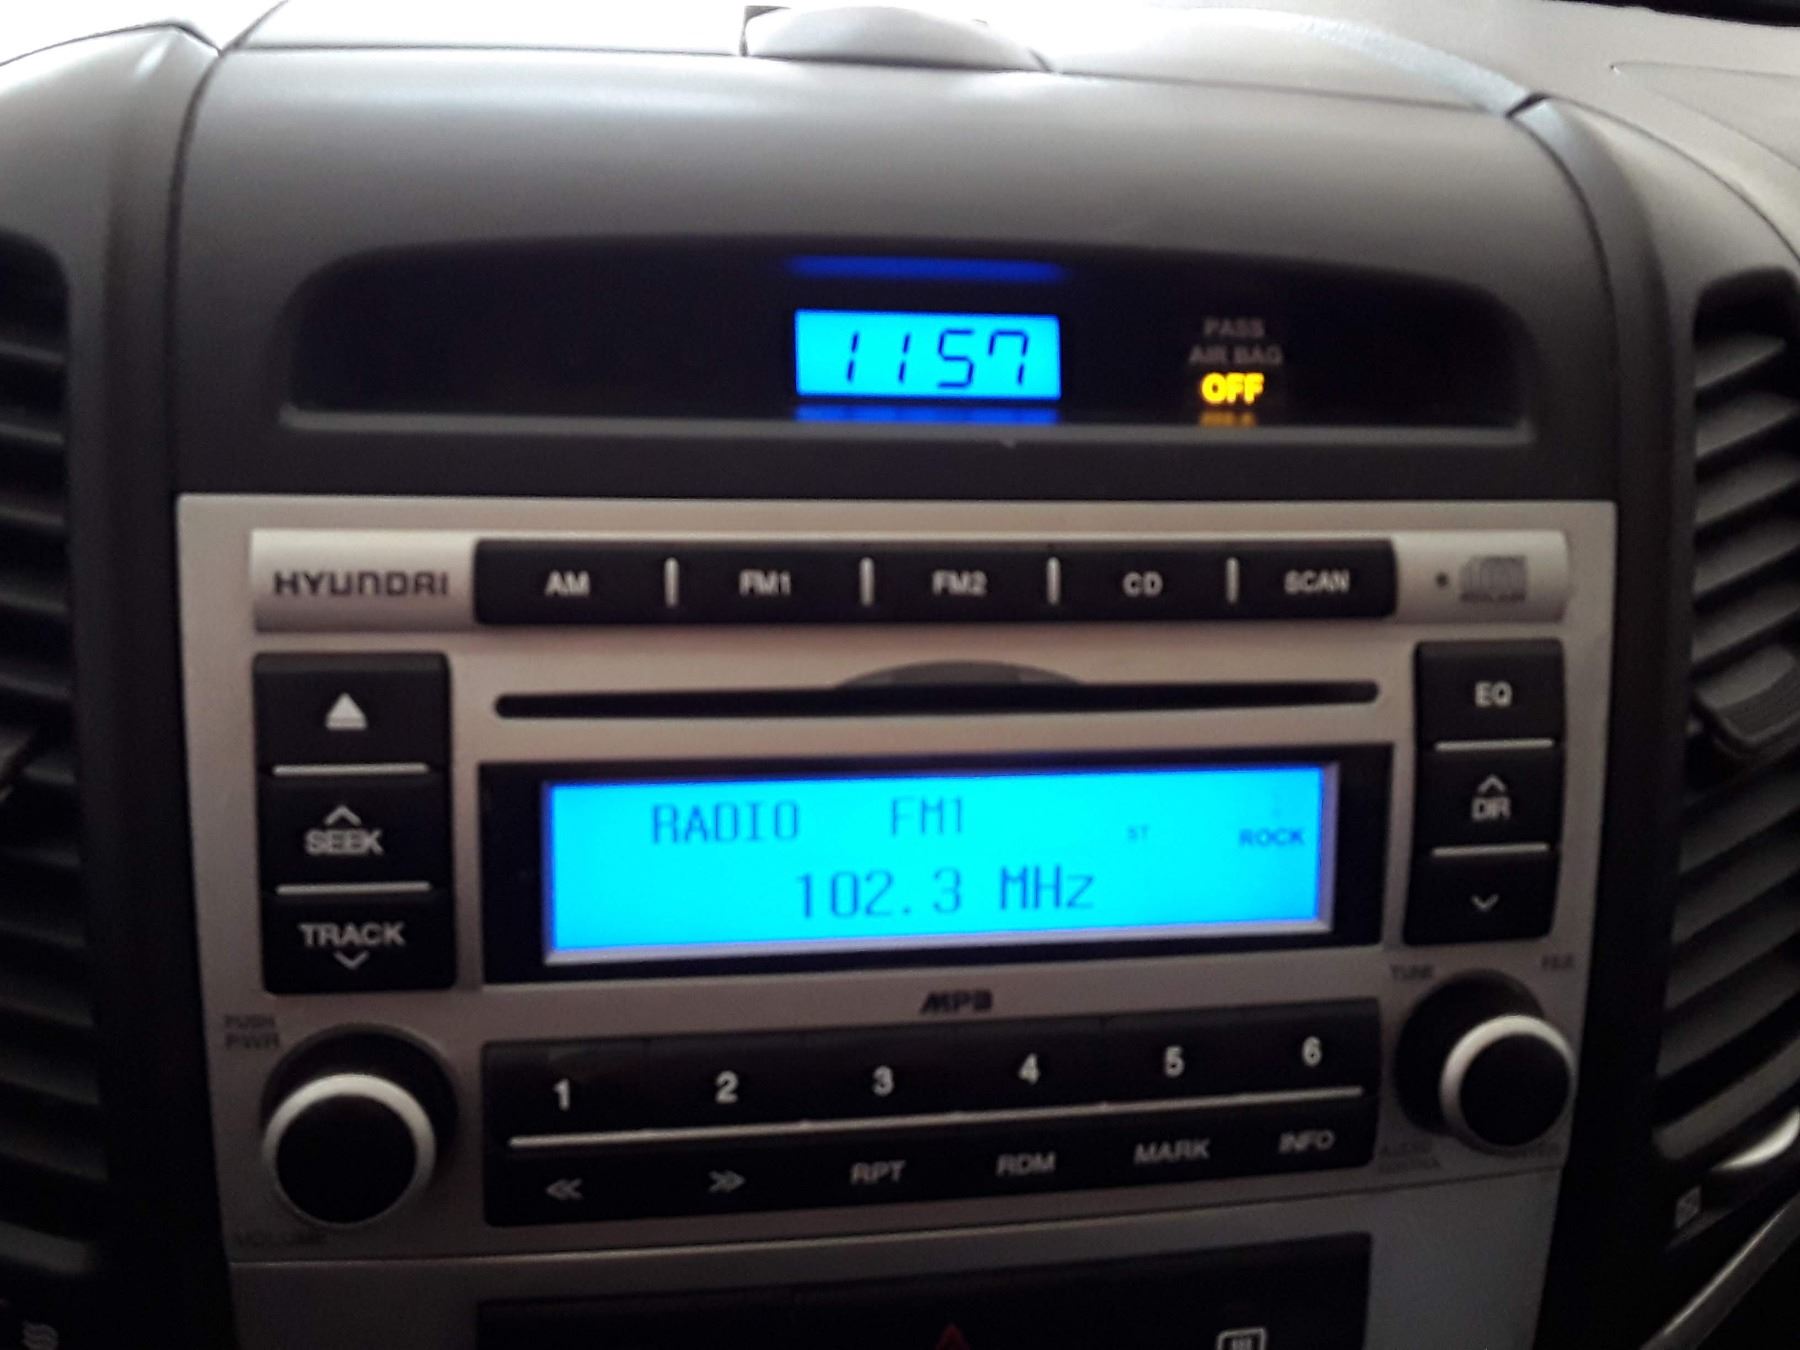 1157
PASS
AIR BAG
OFF
HYUNDAI AM FM1 FM2 CD SCAN
EQ
SEEK
DIR
RADIO FM1 ST ROCK
102.3 MHz
TRACK
MP3
TUNE
PUSH
PWR
1 2 3 4 5 6
<< >> RPT RDM MARK INFO
VOLUME